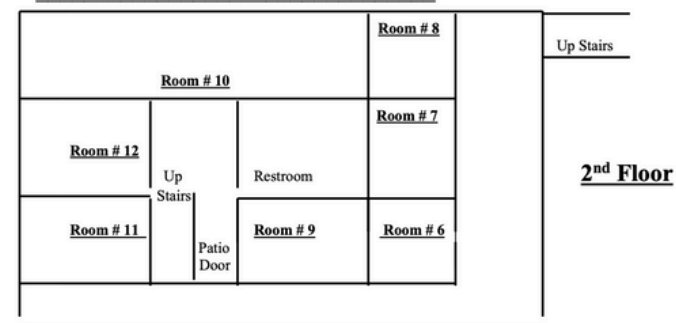 Room # 8
Up Stairs
Room # 10
Room # 7
Room # 12
Up
Stairs
Restroom
2nd Floor
Room # 11
Patio
Door
Room # 9
Room # 6